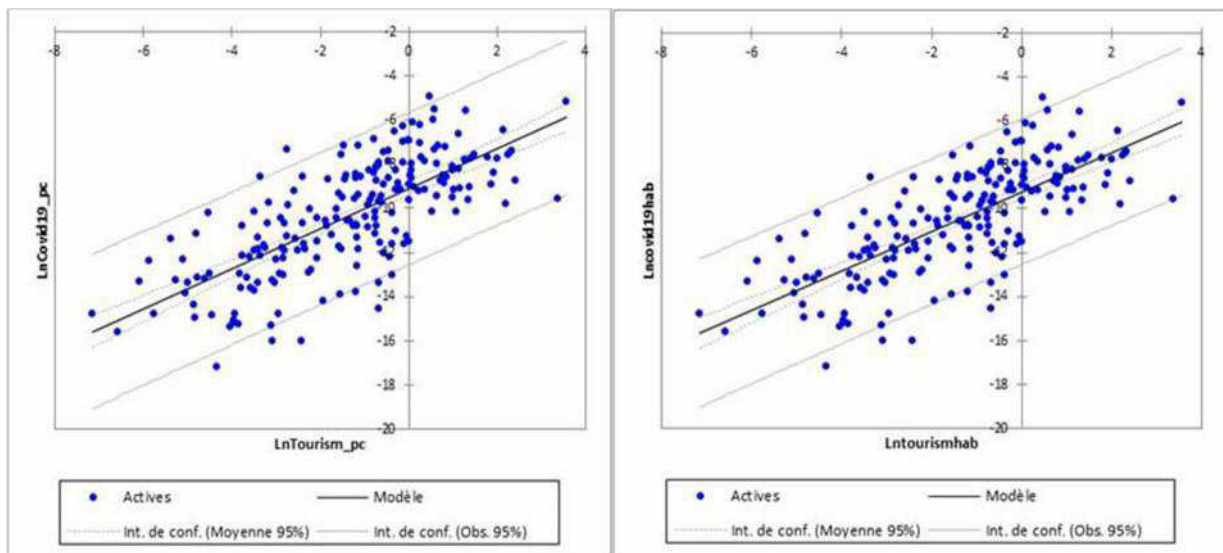 -8 -6 -4 -2 0 2 4
-2
-4
-6
-8
-10
-12
-14
-16
-18
-20
LnCovid19_pc
LnTourism_pc
Actives Modèle
Int. de conf. (Moyenne 95%) Int. de conf. (Obs. 95%)
-8 -6 -4 -2 0 2 4
-2
-4
-6
-8
-10
-12
-14
-16
-18
-20
Lncovid19hab
Lntourismhab
Actives Modèle
Int. de conf. (Moyenne 95%) Int. de conf. (Obs. 95%)